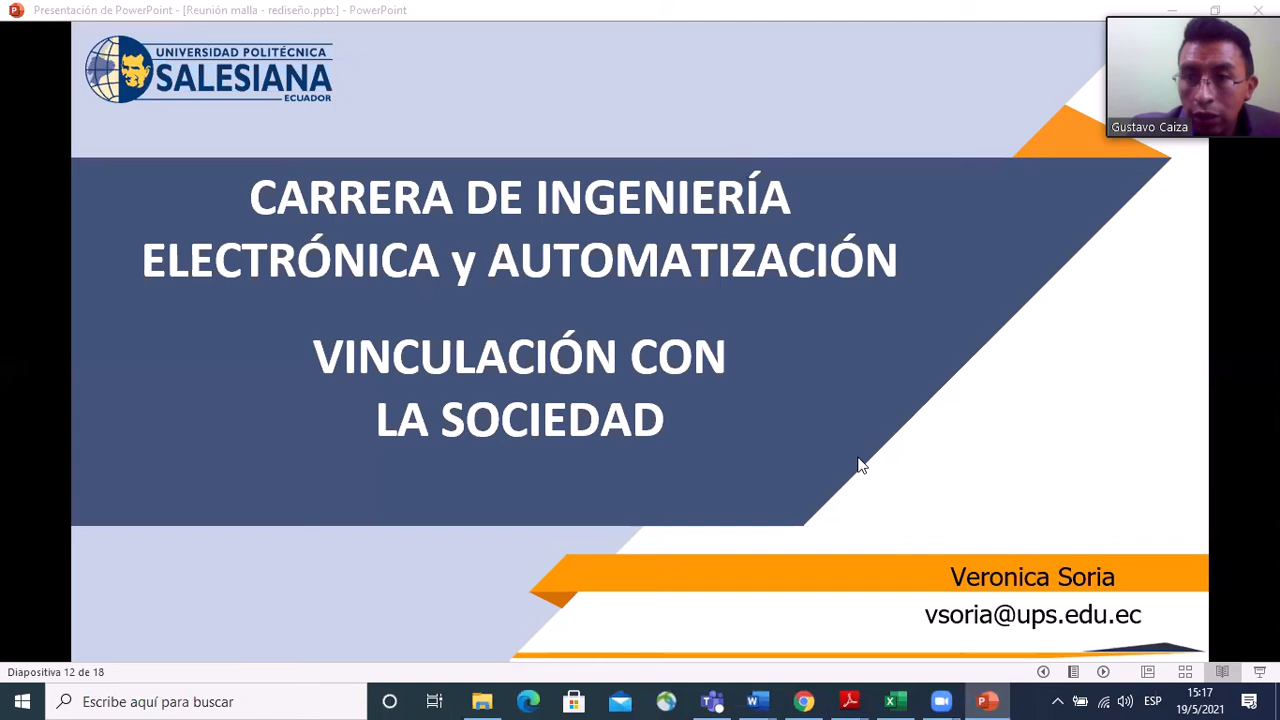 Presentación de PowerPoint - [Reunión malla - rediseño.pptx] - PowerPoint
UNIVERSIDAD POLITÉCNICA
SALESIANA
ECUADOR
Gustavo Caiza
CARRERA DE INGENIERÍA
ELECTRÓNICA y AUTOMATIZACIÓN
VINCULACIÓN CON
LA SOCIEDAD
Veronica Soria
vsoria@ups.edu.ec
Diapositiva 12 de 18
Escribe aquí para buscar
ESP
15:17
19/5/2021